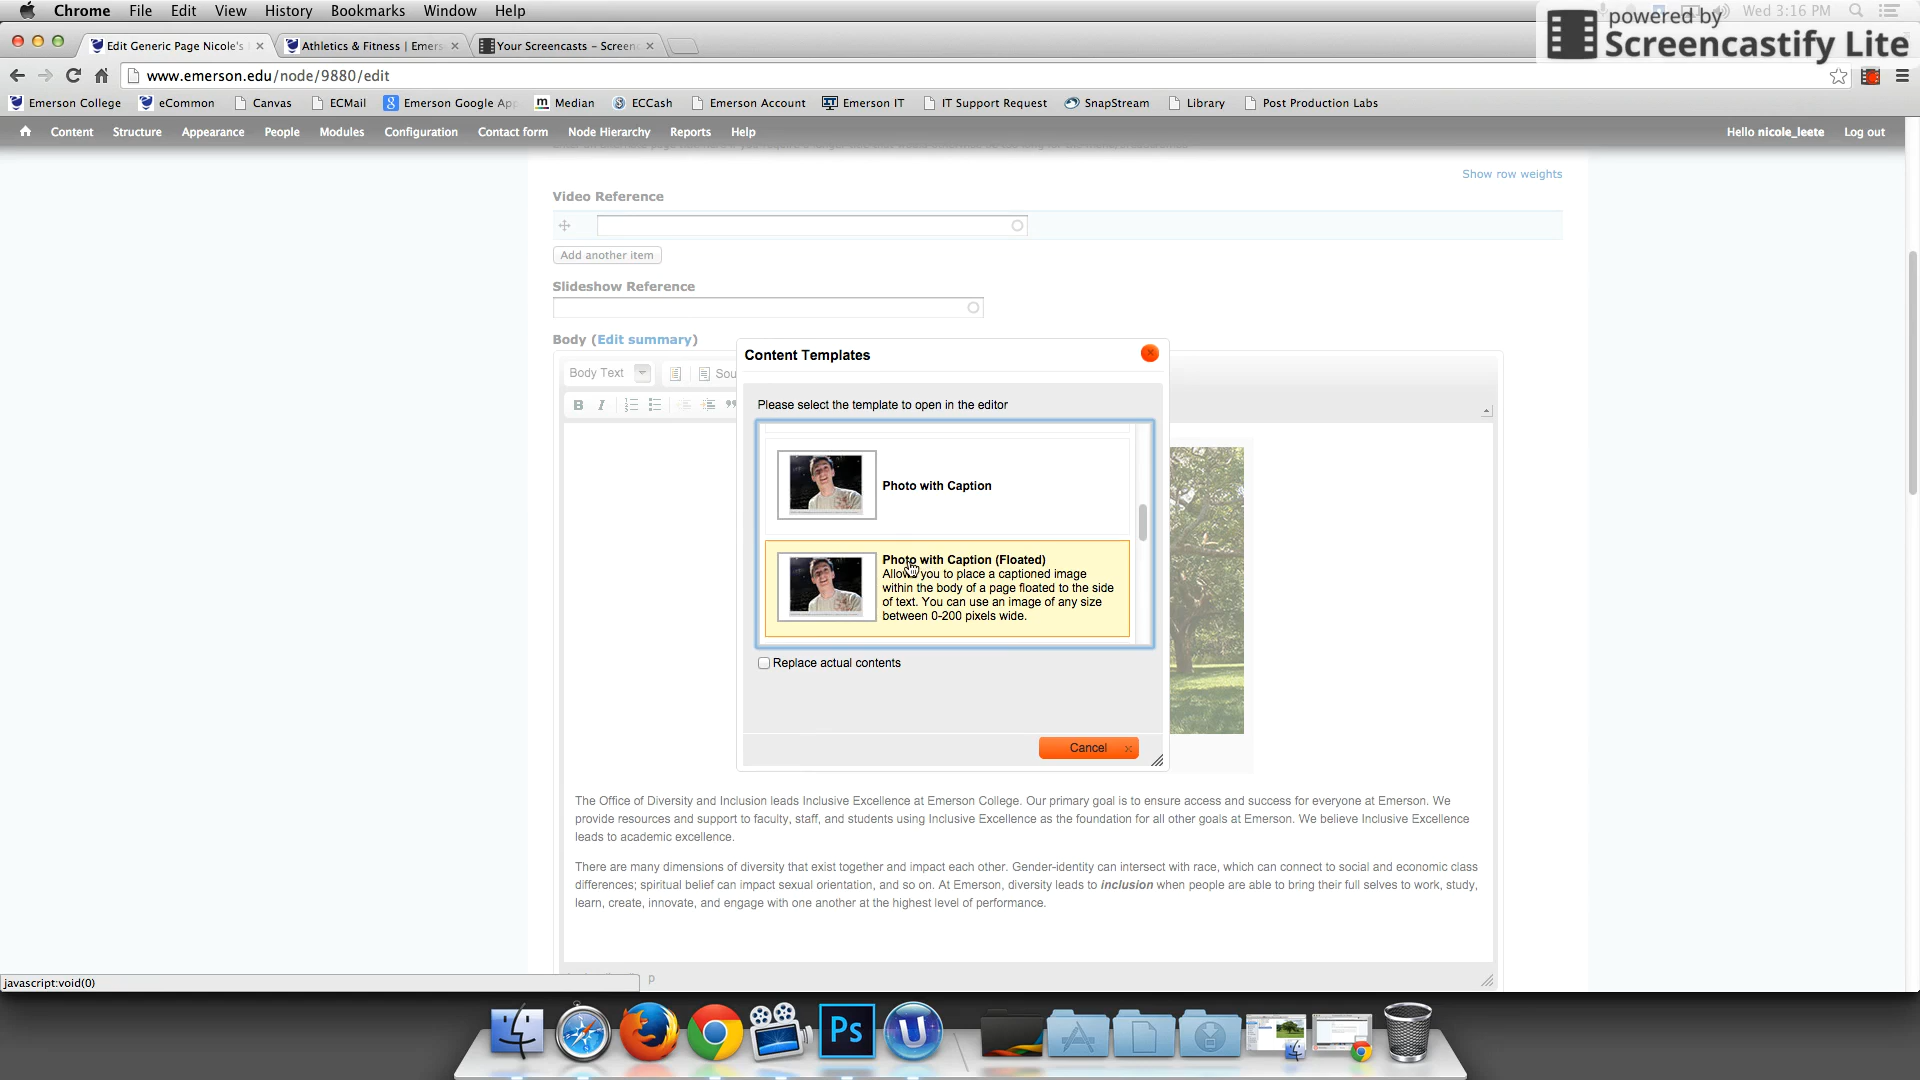 Chrome File Edit View History Bookmarks Window Help Wed 3:16 PM
powered by
Screencastify Lite
Edit Generic Page Nicole's Athletics & Fitness | Emers Your Screencasts – Screen
www.emerson.edu/node/9880/edit
Emerson College eCommon Canvas ECMail Emerson Google App Median ECCash Emerson Account Emerson IT IT Support Request SnapStream Library Post Production Labs
Content Structure Appearance People Modules Configuration Contact form Node Hierarchy Reports Help Hello nicole_leete Log out
Show row weights
Video Reference
Add another item
Slideshow Reference
Body (Edit summary)
Content Templates
Body Text Sou
Please select the template to open in the editor
B I
Photo with Caption
Photo with Caption (Floated)
Allows you to place a captioned image
within the body of a page floated to the side
of text. You can use an image of any size
between 0-200 pixels wide.
Replace actual contents
Cancel
The Office of Diversity and Inclusion leads Inclusive Excellence at Emerson College. Our primary goal is to ensure access and success for everyone at Emerson. We
provide resources and support to faculty, staff, and students using Inclusive Excellence as the foundation for all other goals at Emerson. We believe Inclusive Excellence
leads to academic excellence.
There are many dimensions of diversity that exist together and impact each other. Gender-identity can intersect with race, which can connect to social and economic class
differences; spiritual belief can impact sexual orientation, and so on. At Emerson, diversity leads to inclusion when people are able to bring their full selves to work, study,
learn, create, innovate, and engage with one another at the highest level of performance.
p
javascript:void(0)
Ps U